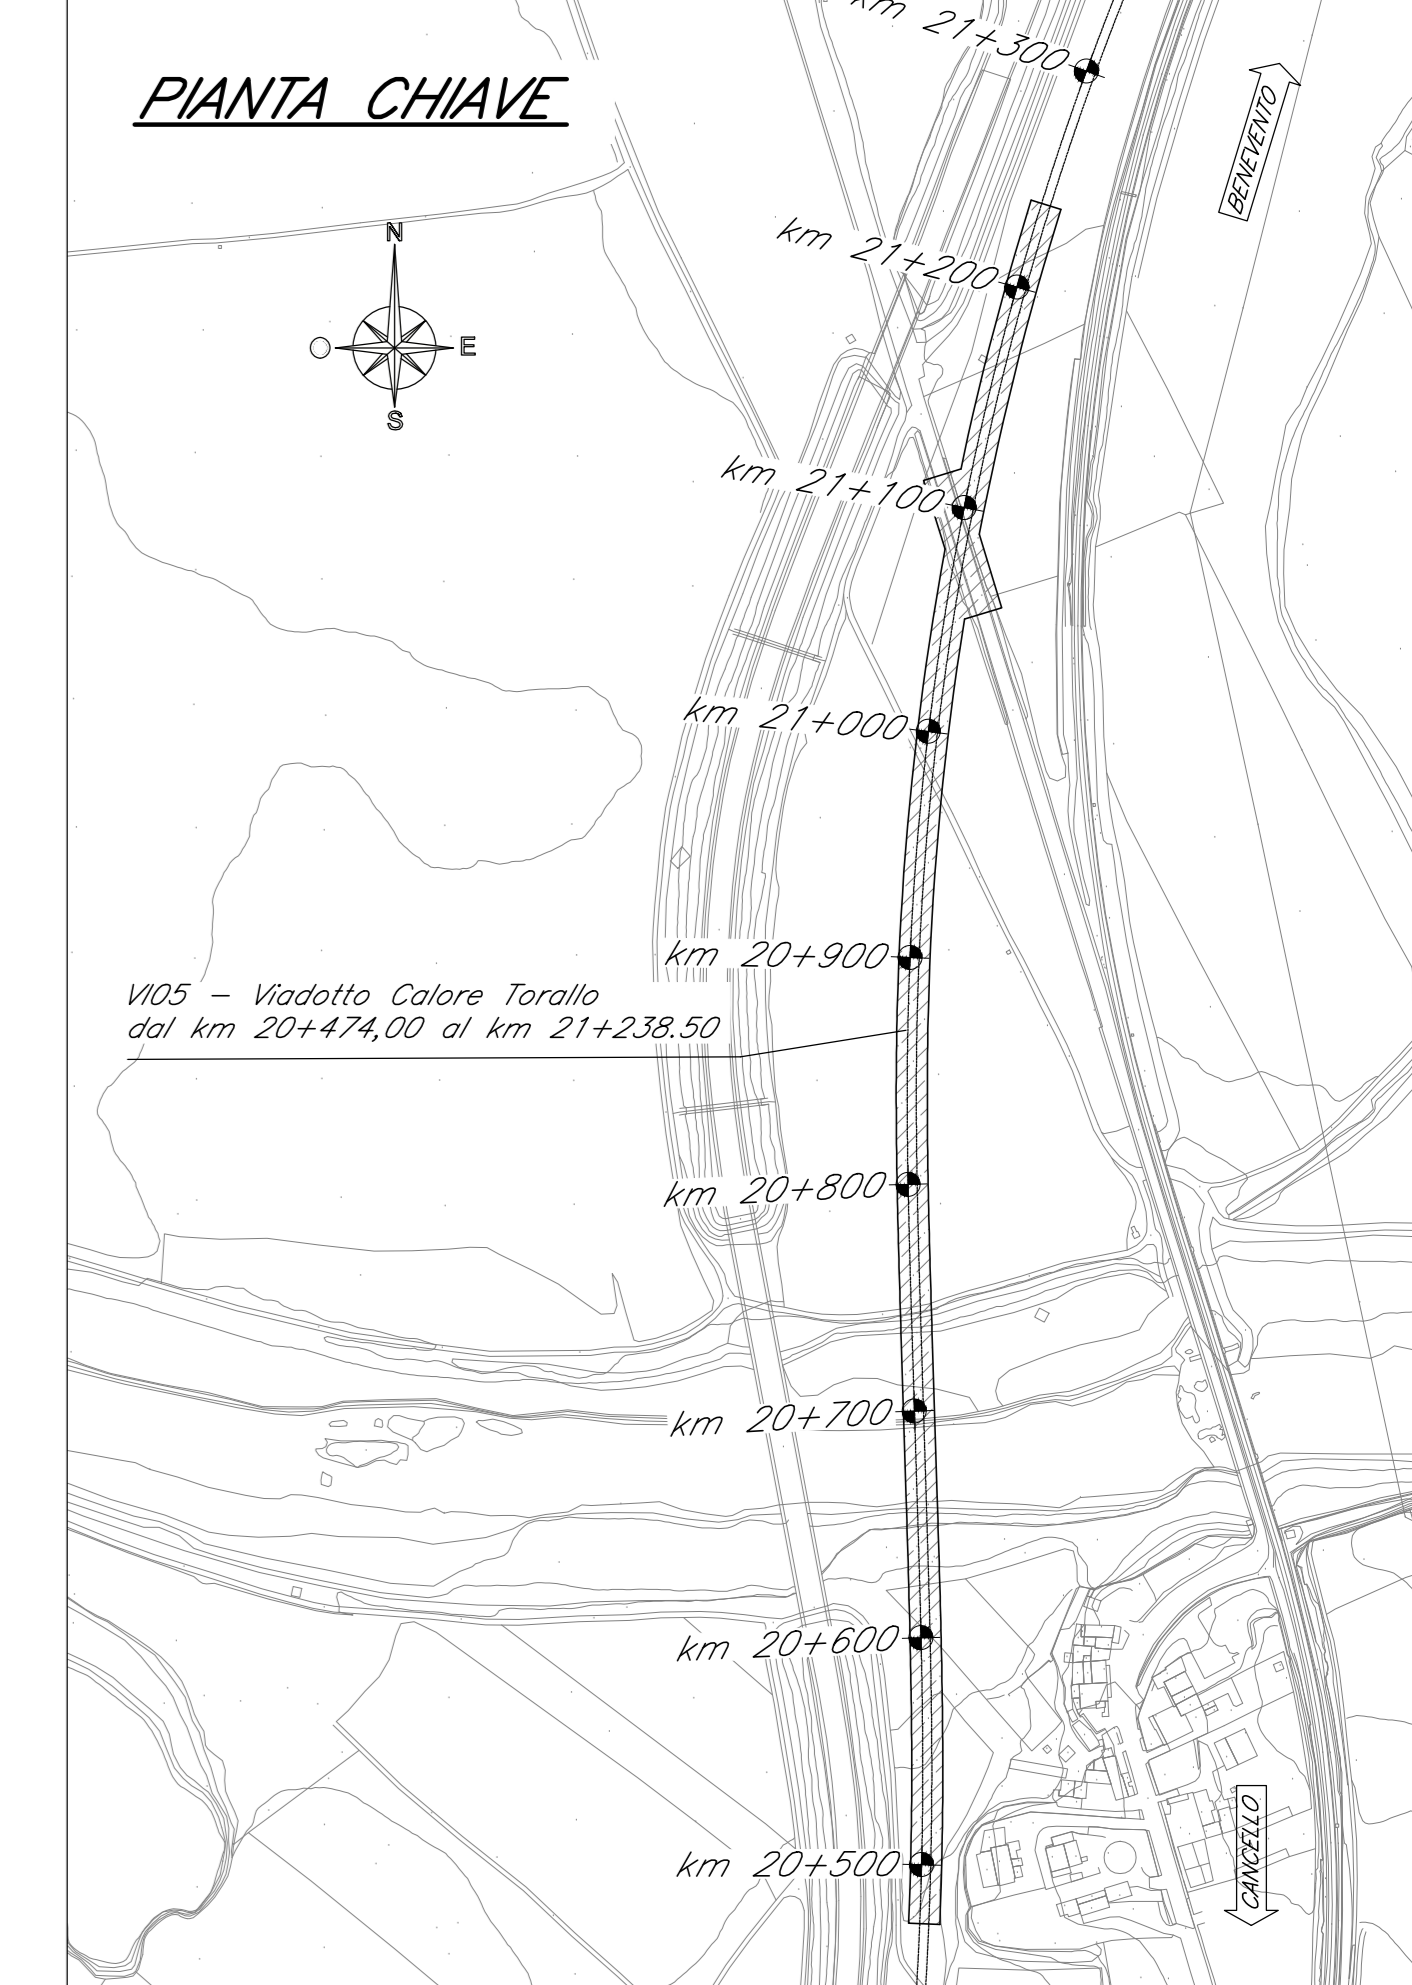 km 21+300
PIANTA CHIAVE
BENEVENTO
N
km 21+200
O
E
S
km 21+100
km 21+000
km 20+900
VI05 – Viadotto Calore Torallo
dal km 20+474,00 al km 21+238.50
km 20+800
km 20+700
km 20+600
km 20+500
CANCELLO